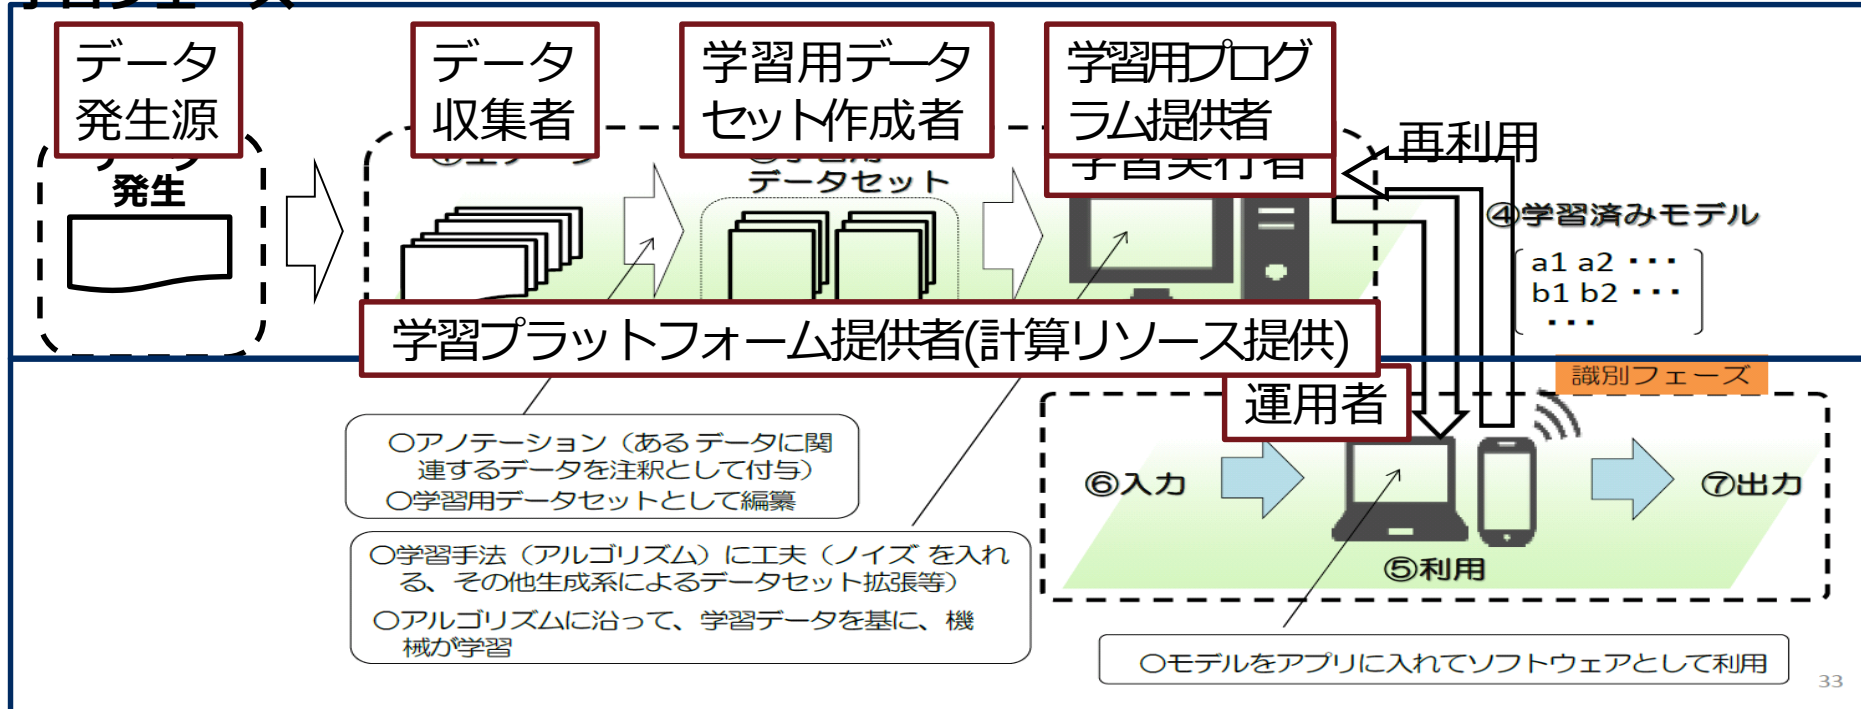 データ
発生源
データ
収集者
学習用データ
セット作成者
学習用プログ
ラム提供者
学習実行者
再利用
発生
データセット
④学習済みモデル
a1 a2 ・・・
b1 b2 ・・・
・・・
学習プラットフォーム提供者(計算リソース提供)
識別フェーズ
運用者
○アノテーション（ある データに関
連するデータを注釈として付与）
○学習用データセットとして編纂
⑥入力
⑦出力
⑤利用
○学習手法（アルゴリズム）に工夫（ノイズ を入れ
る、その他生成系によるデータセット拡張等）
○アルゴリズムに沿って、学習データを基に、機
械が学習
○モデルをアプリに入れてソフトウェアとして利用
33